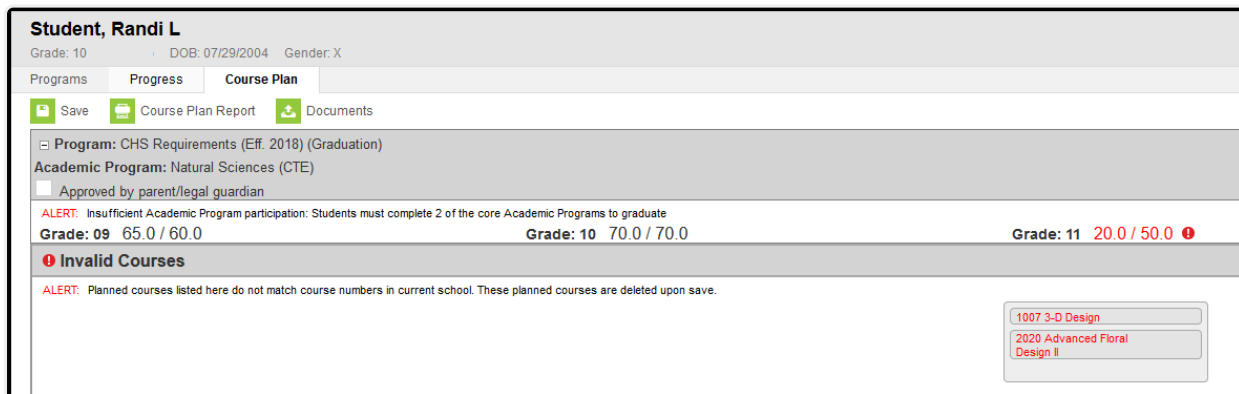 Student, Randi L
Grade: 10 DOB: 07/29/2004 Gender: X
Programs Progress Course Plan
Save Course Plan Report Documents
Program: CHS Requirements (Eff. 2018) (Graduation)
Academic Program: Natural Sciences (CTE)
Approved by parent/legal guardian
ALERT: Insufficient Academic Program participation: Students must complete 2 of the core Academic Programs to graduate
Grade: 09 65.0 / 60.0 Grade: 10 70.0 / 70.0 Grade: 11 20.0 / 50.0
Invalid Courses
ALERT: Planned courses listed here do not match course numbers in current school. These planned courses are deleted upon save.
1007 3-D Design
2020 Advanced Floral
Design II